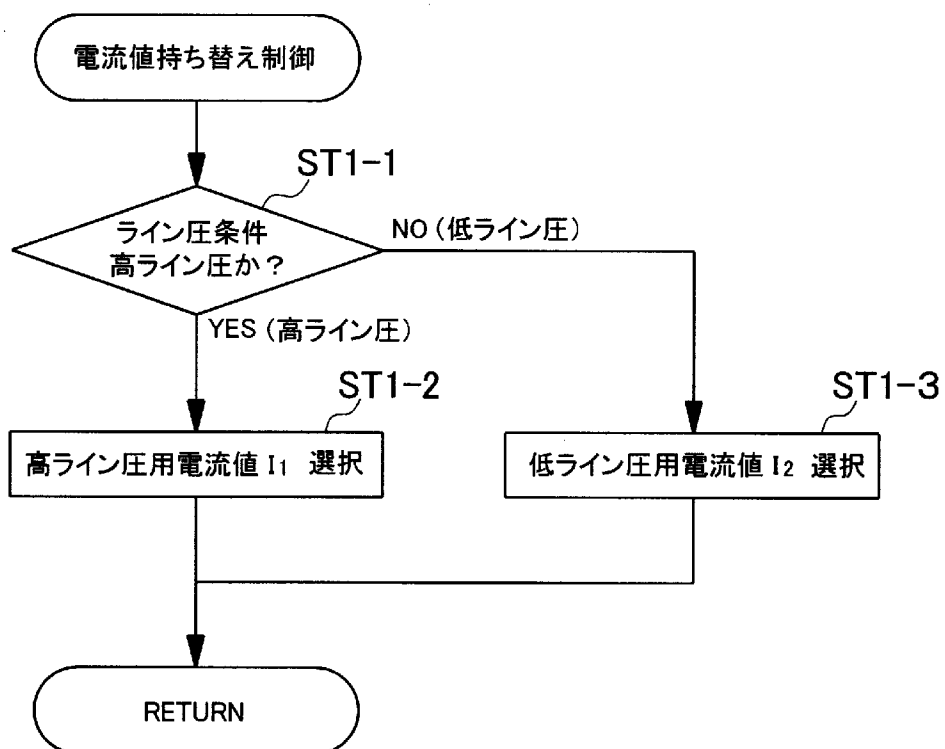 電流値持ち替え制御
ST1-1
ライン圧条件
高ライン圧か？
NO（低ライン圧）
YES（高ライン圧）
ST1-2
高ライン圧用電流値 I₁ 選択
ST1-3
低ライン圧用電流値 I₂ 選択
RETURN